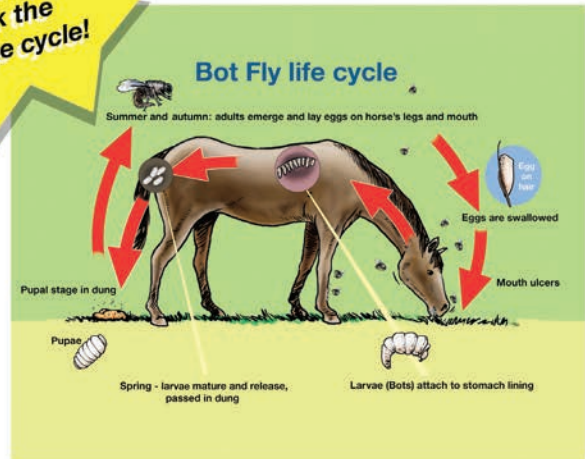 k the
e cycle!
Bot Fly life cycle
Summer and autumn: adults emerge and lay eggs on horse's legs and mouth
Egg
on
hair
Eggs are swallowed
Mouth ulcers
Pupal stage in dung
Pupae
Spring - larvae mature and release,
passed in dung
Larvae (Bots) attach to stomach lining